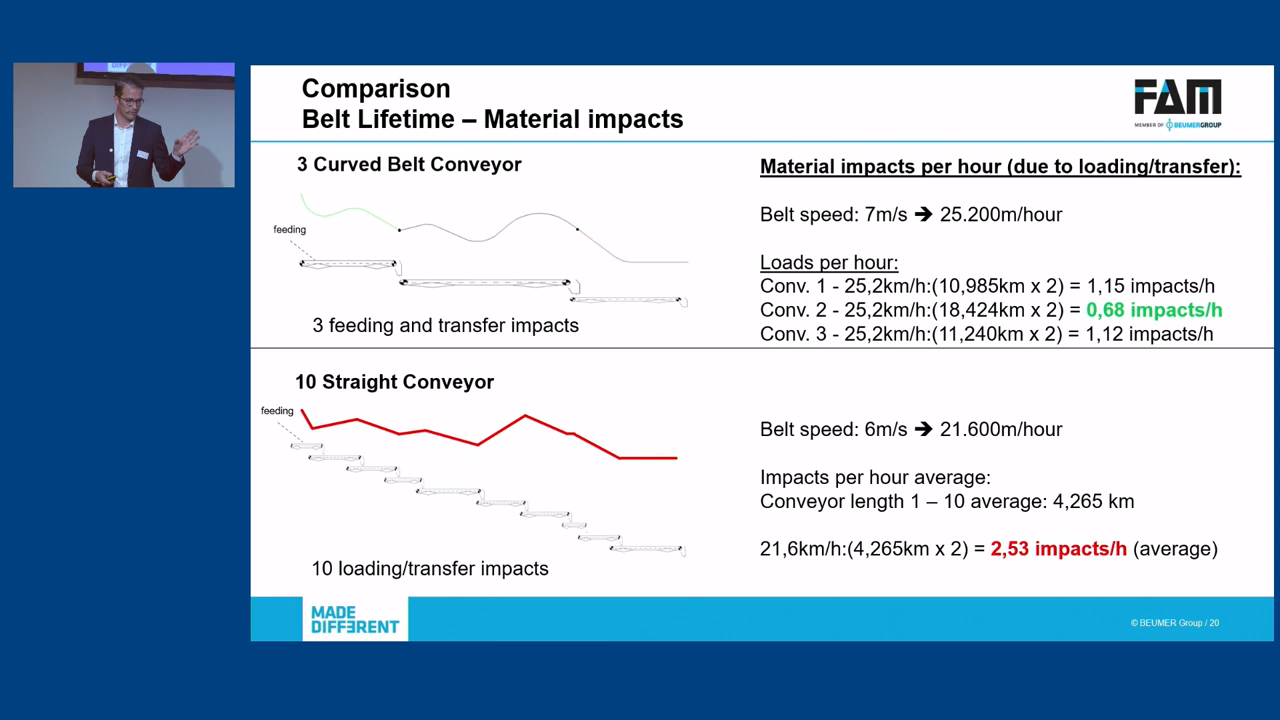 Comparison
Belt Lifetime – Material impacts
FAM
MEMBER OF BEUMERGROUP
3 Curved Belt Conveyor
feeding
3 feeding and transfer impacts
Material impacts per hour (due to loading/transfer):
Belt speed: 7m/s ➔ 25.200m/hour
Loads per hour:
Conv. 1 - 25,2km/h:(10,985km x 2) = 1,15 impacts/h
Conv. 2 - 25,2km/h:(18,424km x 2) = 0,68 impacts/h
Conv. 3 - 25,2km/h:(11,240km x 2) = 1,12 impacts/h
10 Straight Conveyor
feeding
10 loading/transfer impacts
Belt speed: 6m/s ➔ 21.600m/hour
Impacts per hour average:
Conveyor length 1 – 10 average: 4,265 km
21,6km/h:(4,265km x 2) = 2,53 impacts/h (average)
MADE
DIFFERENT
© BEUMER Group / 20